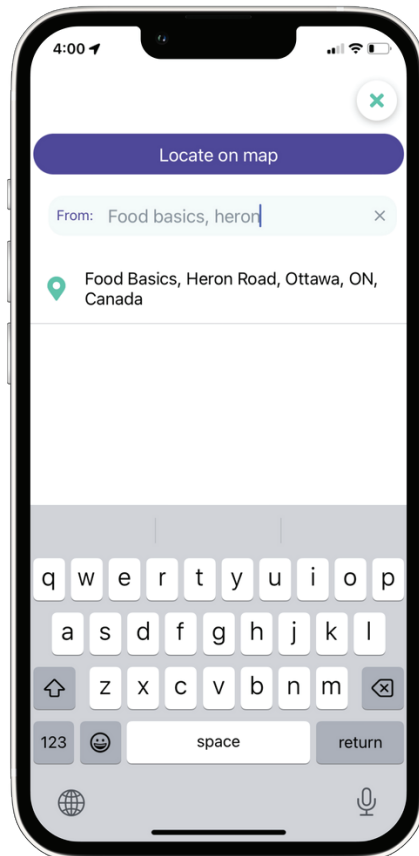 4:00
Locate on map
From: Food basics, heron
Food Basics, Heron Road, Ottawa, ON,
Canada
q w e r t y u i o p
a s d f g h j k l
z x c v b n m
123 space return